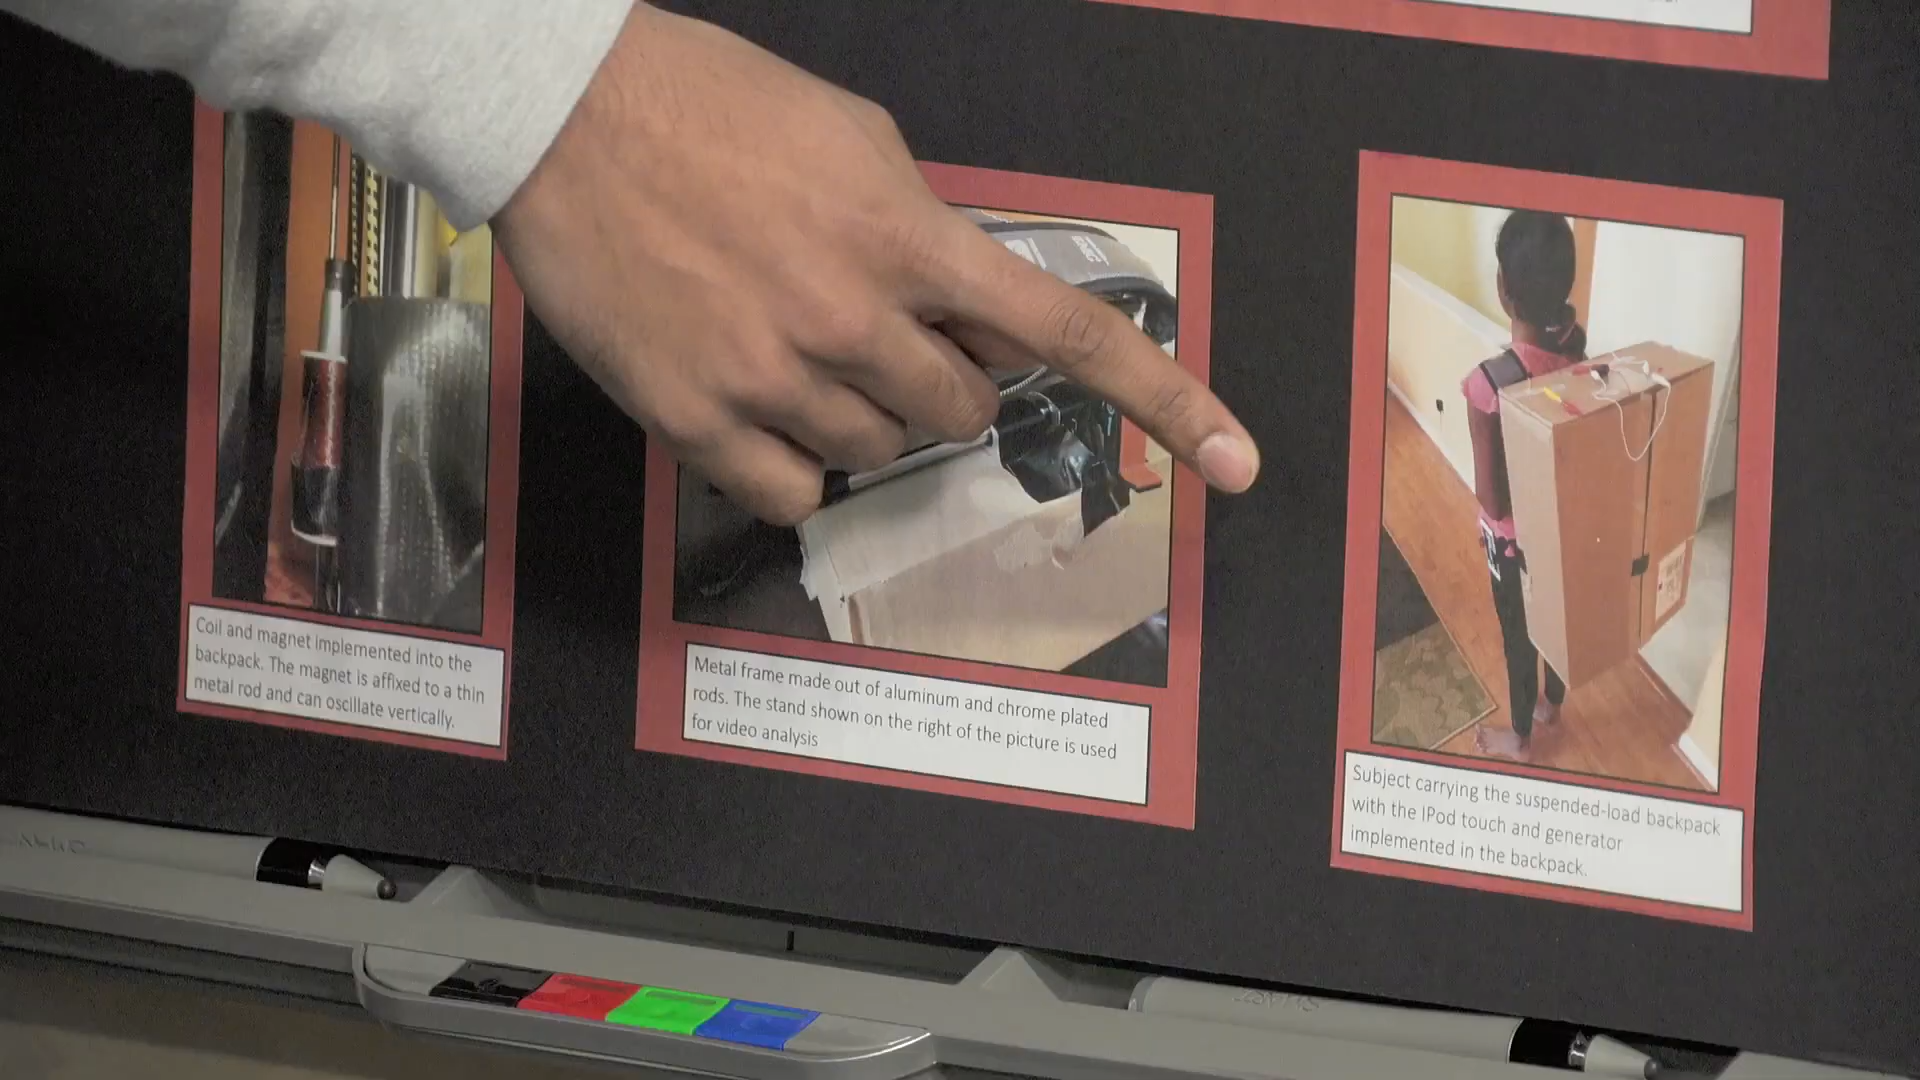 Coil and magnet implemented into the
backpack. The magnet is affixed to a thin
metal rod and can oscillate vertically.
Metal frame made out of aluminum and chrome plated
rods. The stand shown on the right of the picture is used
for video analysis
Subject carrying the suspended-load backpack
with the IPod touch and generator
implemented in the backpack.